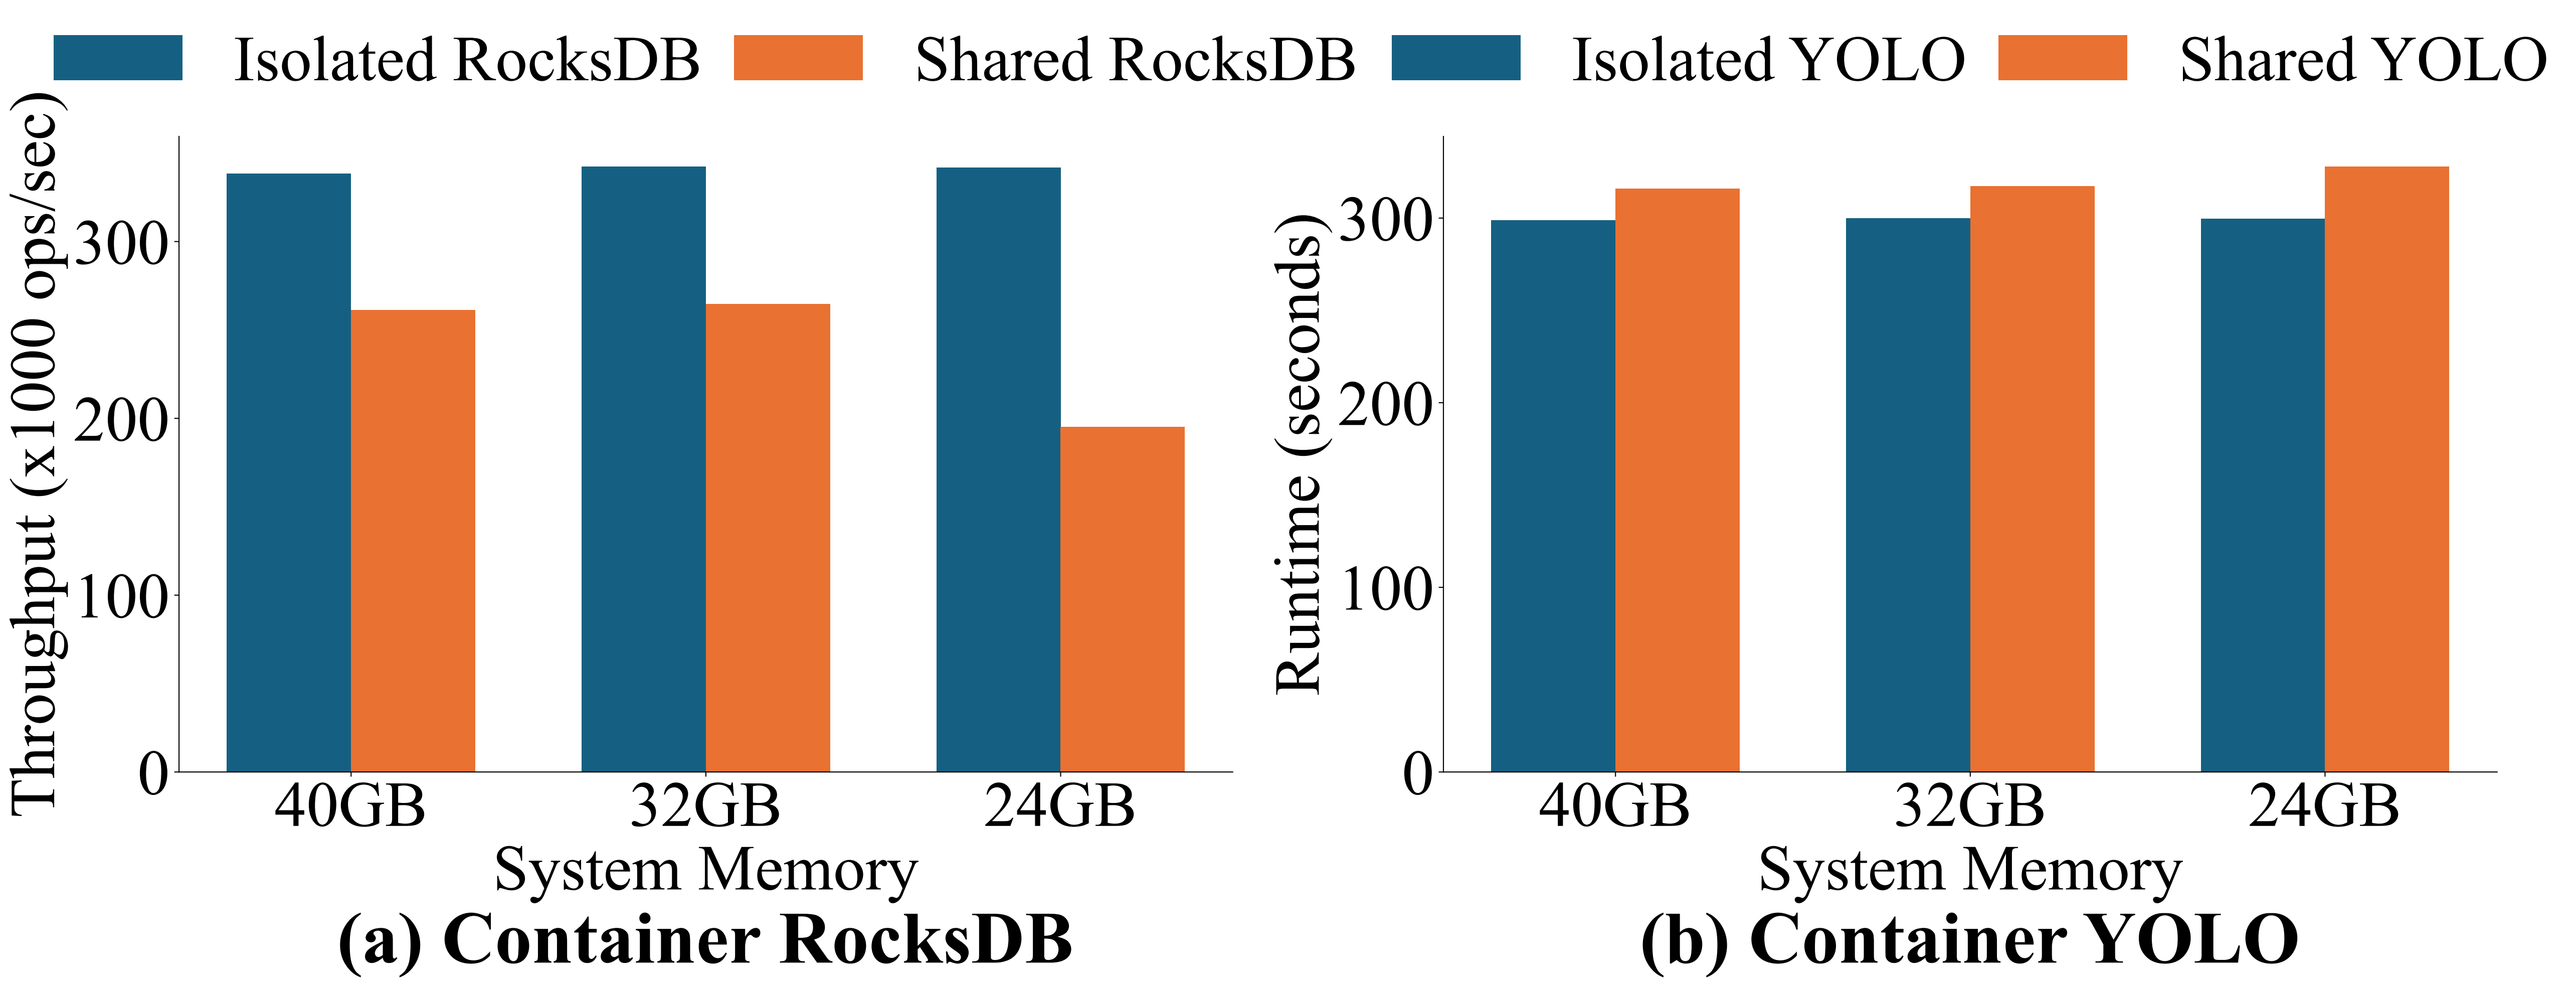 Isolated RocksDB Shared RocksDB Isolated YOLO Shared YOLO
Throughput (x1000 ops/sec)
300
200
100
0
40GB 32GB 24GB
System Memory
(a) Container RocksDB
Runtime (seconds)
300
200
100
0
40GB 32GB 24GB
System Memory
(b) Container YOLO